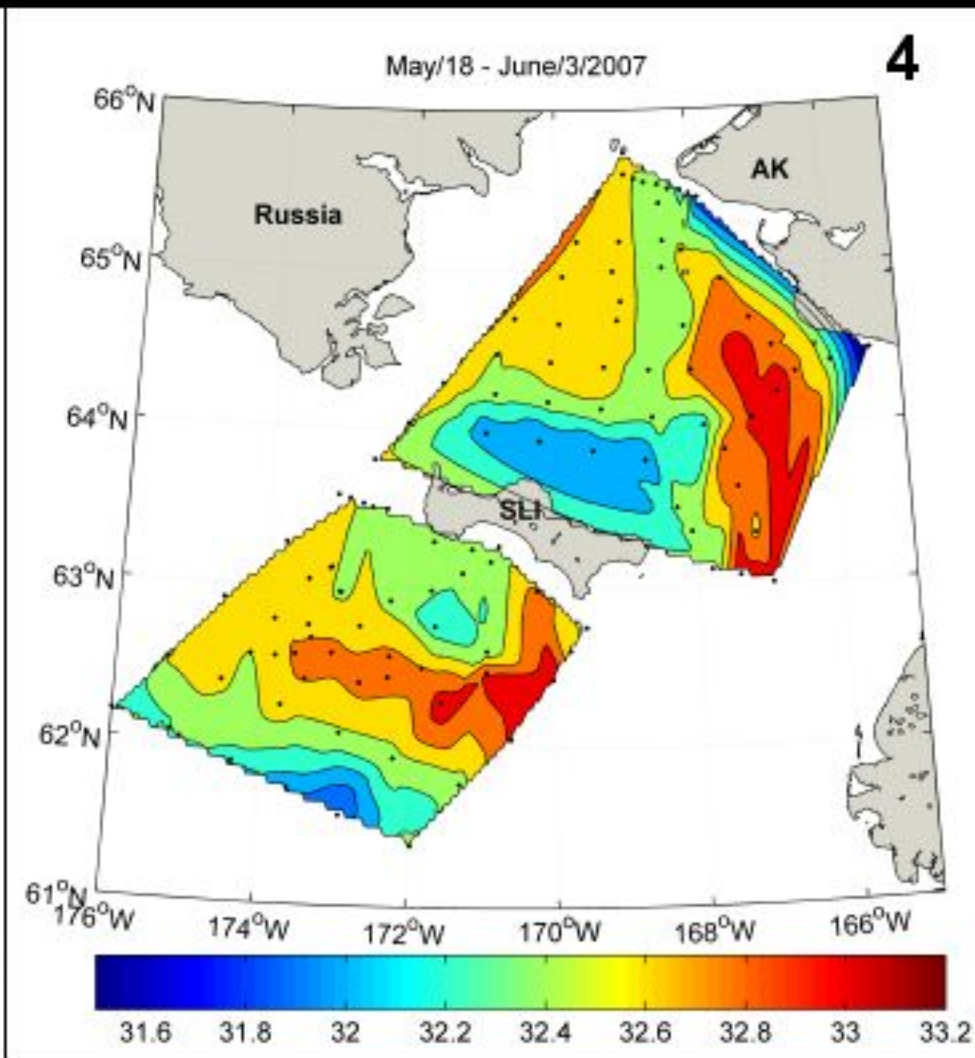 4
May/18 - June/3/2007
66°N
AK
Russia
65°N
64°N
SLI
63°N
62°N
61°N
176°W 174°W 172°W 170°W 168°W 166°W
31.6 31.8 32 32.2 32.4 32.6 32.8 33 33.2